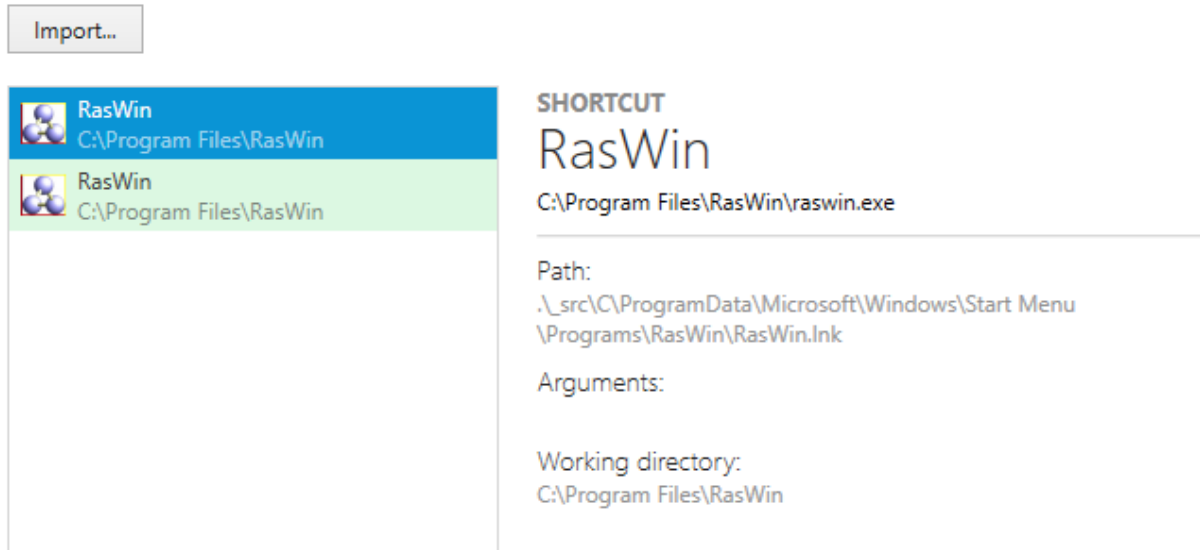 Import...
RasWin
C:\Program Files\RasWin
RasWin
C:\Program Files\RasWin
SHORTCUT
RasWin
C:\Program Files\RasWin\raswin.exe
Path:
.\_src\C\ProgramData\Microsoft\Windows\Start Menu
\Programs\RasWin\RasWin.lnk
Arguments:
Working directory:
C:\Program Files\RasWin